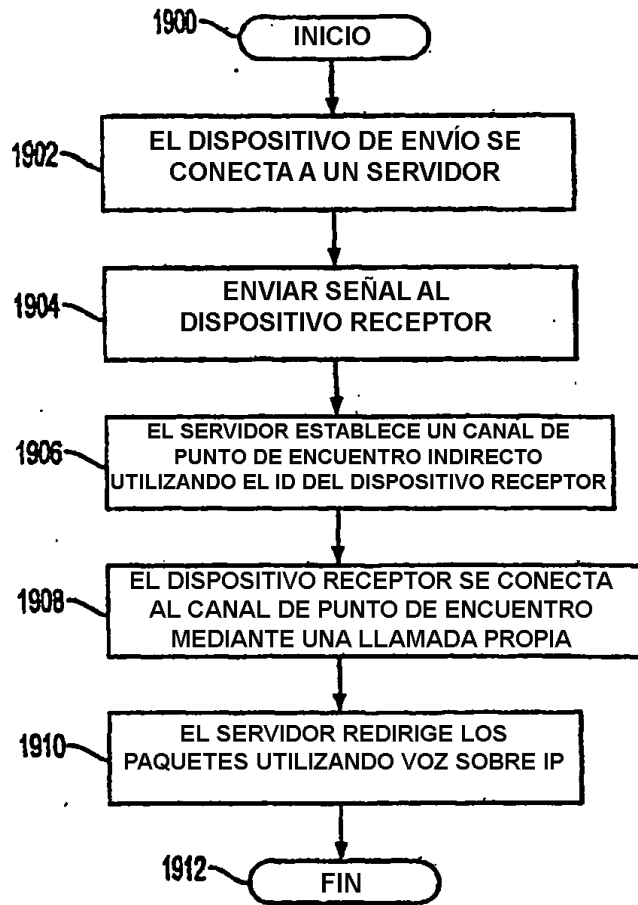 1900
INICIO
1902
EL DISPOSITIVO DE ENVÍO SE
CONECTA A UN SERVIDOR
1904
ENVIAR SEÑAL AL
DISPOSITIVO RECEPTOR
1906
EL SERVIDOR ESTABLECE UN CANAL DE
PUNTO DE ENCUENTRO INDIRECTO
UTILIZANDO EL ID DEL DISPOSITIVO RECEPTOR
1908
EL DISPOSITIVO RECEPTOR SE CONECTA
AL CANAL DE PUNTO DE ENCUENTRO
MEDIANTE UNA LLAMADA PROPIA
1910
EL SERVIDOR REDIRIGE LOS
PAQUETES UTILIZANDO VOZ SOBRE IP
1912
FIN